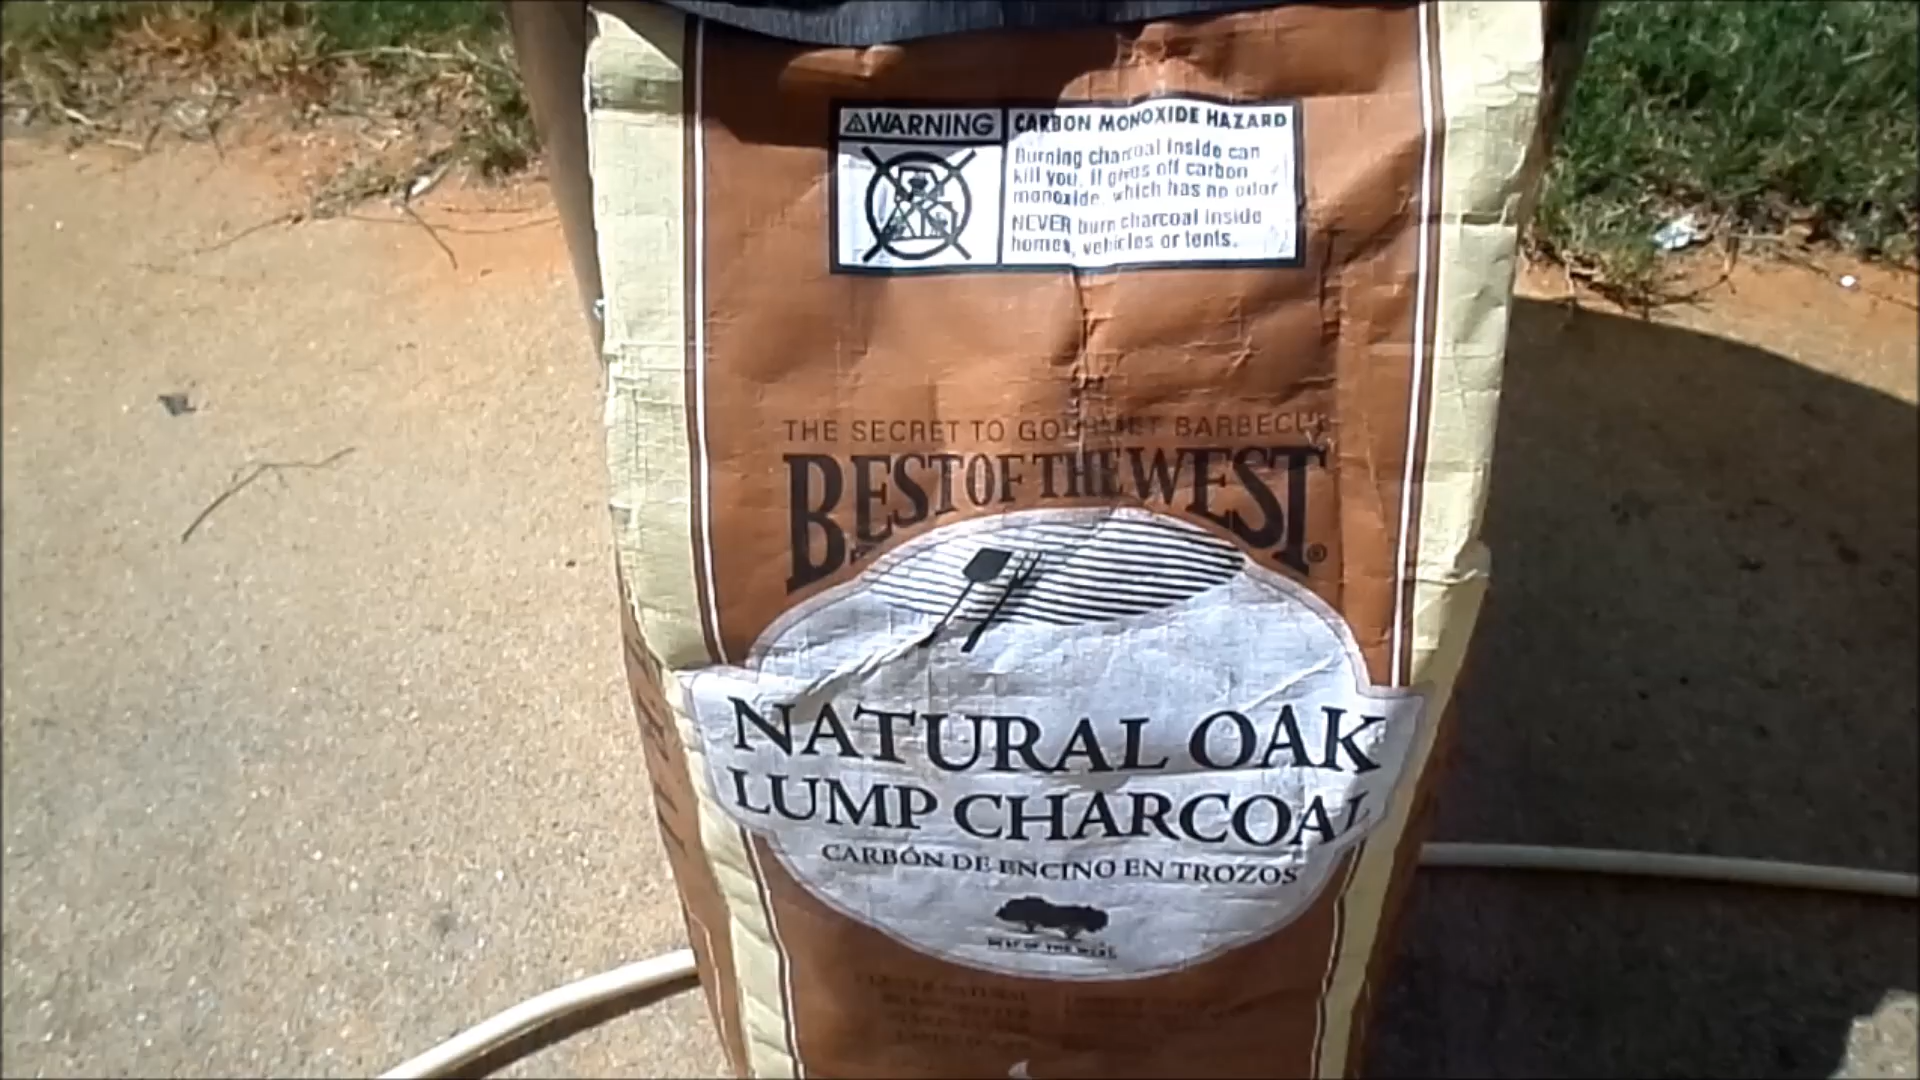 WARNING
CARBON MONOXIDE HAZARD
Burning charcoal inside can
kill you. It gives off carbon
monoxide, which has no odor
NEVER burn charcoal inside
homes, vehicles or tents.
THE SECRET TO GOURMET BARBECUE
BEST OF THE WEST®
NATURAL OAK
LUMP CHARCOAL
CARBÓN DE ENCINO EN TROZOS
BEST OF THE WEST
NATURAL